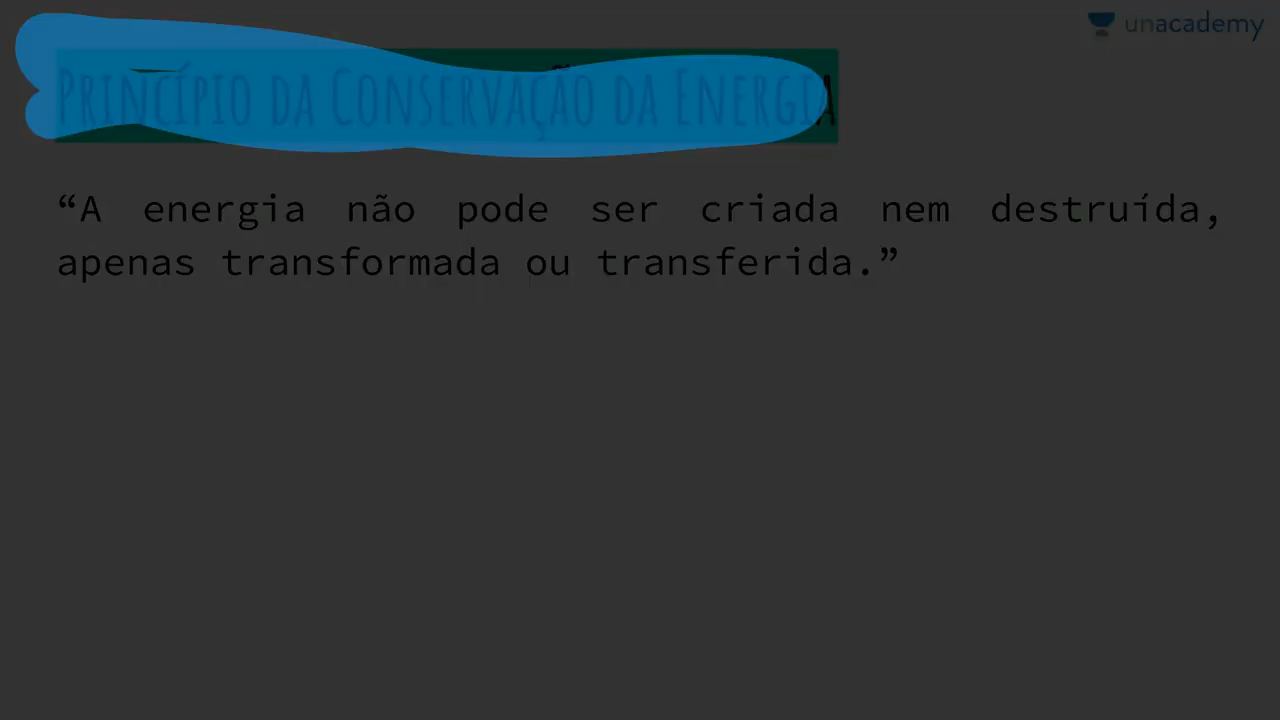 unacademy
PRINCÍPIO DA CONSERVAÇÃO DA ENERGIA
“A energia não pode ser criada nem destruída,
apenas transformada ou transferida.”